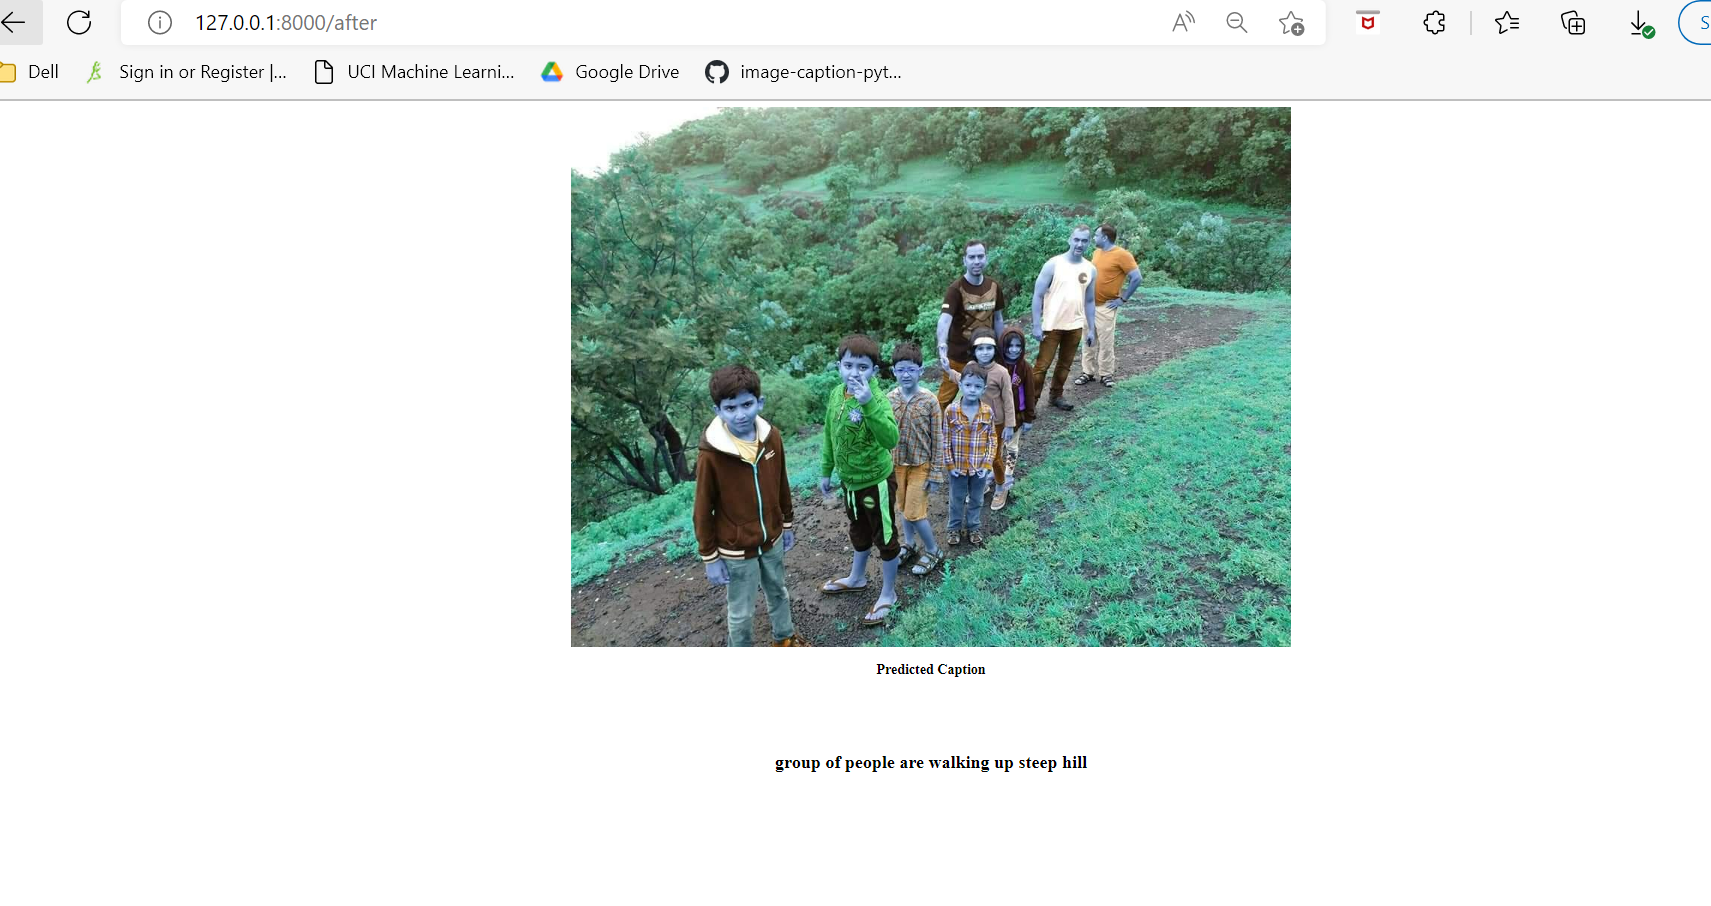 127.0.0.1:8000/after
Dell
Sign in or Register |...
UCI Machine Learni...
Google Drive
image-caption-pyt...
Predicted Caption
group of people are walking up steep hill